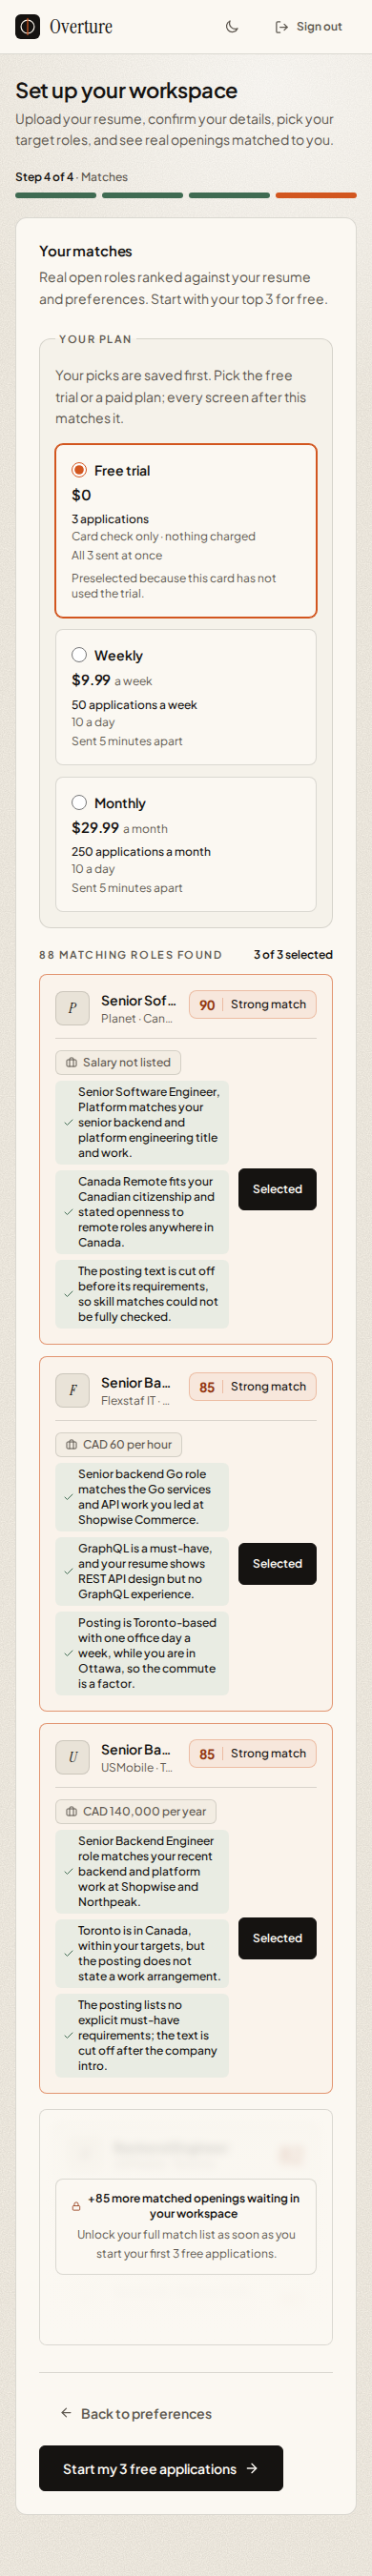 Overture
Sign out
Set up your workspace
Upload your resume, confirm your details, pick your
target roles, and see real openings matched to you.
Step 4 of 4 · Matches
Your matches
Real open roles ranked against your resume
and preferences. Start with your top 3 for free.
YOUR PLAN
Your picks are saved first. Pick the free
trial or a paid plan; every screen after this
matches it.
Free trial
$0
3 applications
Card check only · nothing charged
All 3 sent at once
Preselected because this card has not
used the trial.
Weekly
$9.99 a week
50 applications a week
10 a day
Sent 5 minutes apart
Monthly
$29.99 a month
250 applications a month
10 a day
Sent 5 minutes apart
88 MATCHING ROLES FOUND
3 of 3 selected
P
Senior Sof...
Planet · Can...
90 Strong match
Salary not listed
Senior Software Engineer,
Platform matches your
senior backend and
platform engineering title
and work.
Canada Remote fits your
Canadian citizenship and
stated openness to
remote roles anywhere in
Canada.
The posting text is cut off
before its requirements,
so skill matches could not
be fully checked.
Selected
F
Senior Ba...
Flexstaf IT · ...
85 Strong match
CAD 60 per hour
Senior backend Go role
matches the Go services
and API work you led at
Shopwise Commerce.
GraphQL is a must-have,
and your resume shows
REST API design but no
GraphQL experience.
Posting is Toronto-based
with one office day a
week, while you are in
Ottawa, so the commute
is a factor.
Selected
U
Senior Ba...
USMobile · T...
85 Strong match
CAD 140,000 per year
Senior Backend Engineer
role matches your recent
backend and platform
work at Shopwise and
Northpeak.
Toronto is in Canada,
within your targets, but
the posting does not
state a work arrangement.
The posting lists no
explicit must-have
requirements; the text is
cut off after the company
intro.
Selected
+85 more matched openings waiting in
your workspace
Unlock your full match list as soon as you
start your first 3 free applications.
Back to preferences
Start my 3 free applications